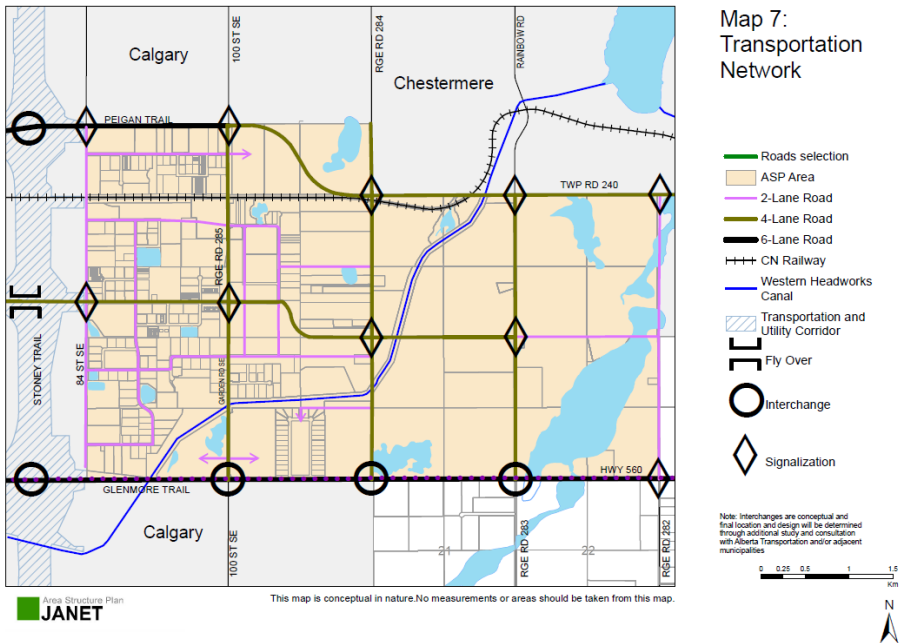 Map 7:
Transportation
Network
Calgary
100 ST SE
RGE RD 284
RAINBOW RD
Chestermere
PEIGAN TRAIL
TWP RD 240
RGE RD 285
STONEY TRAIL
84 ST SE
GARDEN RD SE
HWY 560
GLENMORE TRAIL
Calgary
100 ST SE
21
RGE RD 283
22
RGE RD 282
Roads selection
ASP Area
2-Lane Road
4-Lane Road
6-Lane Road
CN Railway
Western Headworks
Canal
Transportation and
Utility Corridor
Fly Over
Interchange
Signalization
Note: Interchanges are conceptual and
final location and design will be determined
through additional study and consultation
with Alberta Transportation and/or adjacent
municipalities
0 0.25 0.5 1 1.5
Km
N
Area Structure Plan
JANET
This map is conceptual in nature.No measurements or areas should be taken from this map.